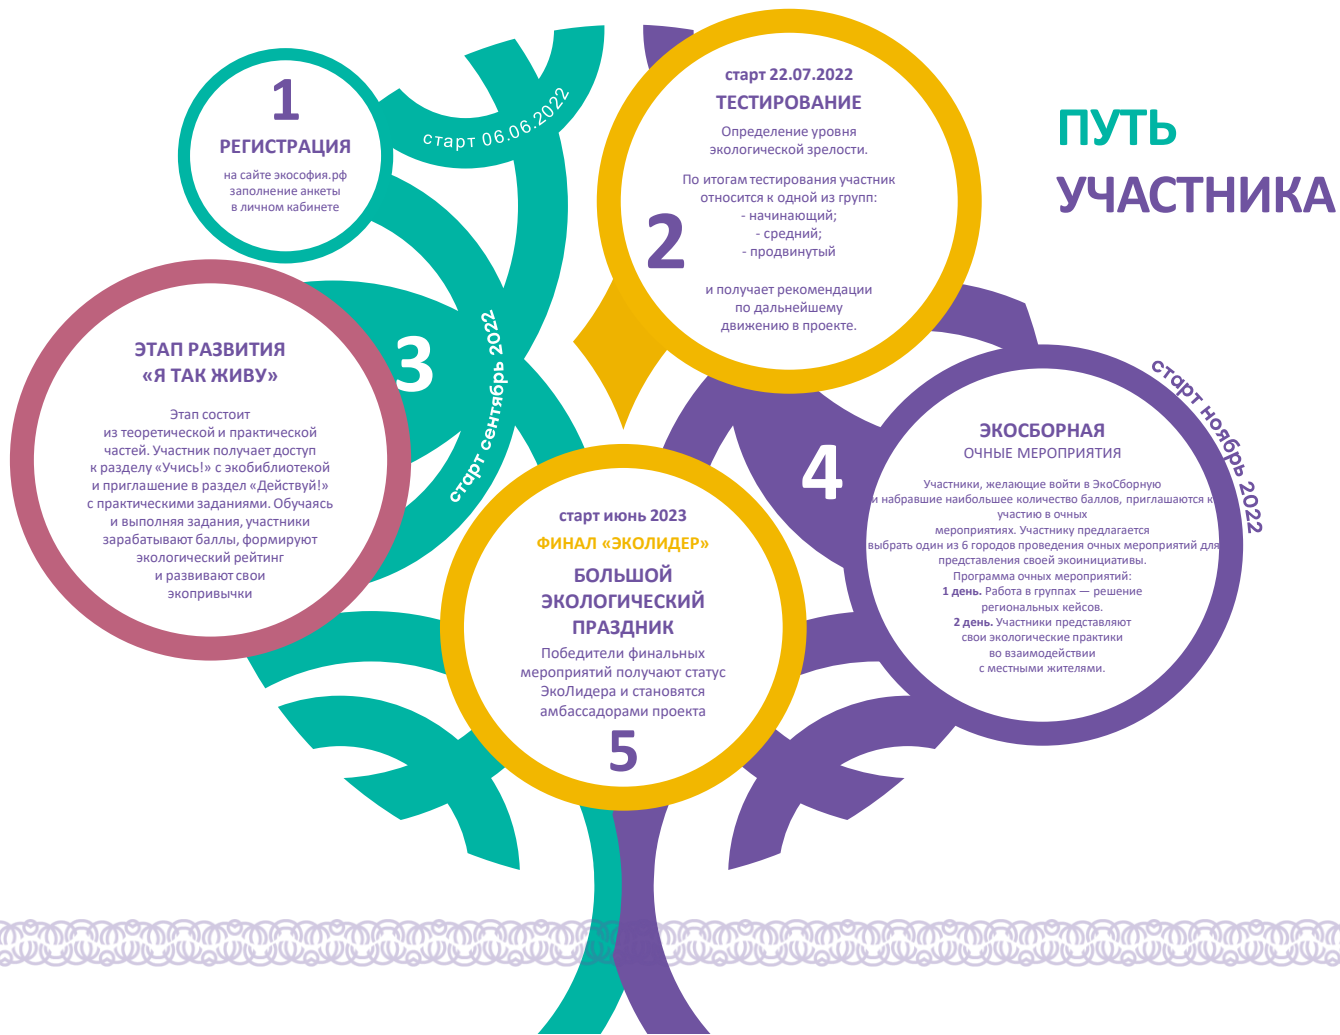 ПУТЬ
УЧАСТНИКА
1
РЕГИСТРАЦИЯ
на сайте экософия.рф
заполнение анкеты
в личном кабинете
старт 06.06.2022
старт 22.07.2022
ТЕСТИРОВАНИЕ
Определение уровня
экологической зрелости.
По итогам тестирования участник
относится к одной из групп:
- начинающий;
- средний;
- продвинутый
2
и получает рекомендации
по дальнейшему
движению в проекте.
3
старт сентябрь 2022
ЭТАП РАЗВИТИЯ
«Я ТАК ЖИВУ»
Этап состоит
из теоретической и практической
частей. Участник получает доступ
к разделу «Учись!» с экобиблиотекой
и приглашение в раздел «Действуй!»
с практическими заданиями. Обучаясь
и выполняя задания, участники
зарабатывают баллы, формируют
экологический рейтинг
и развивают свои
экопривычки
4
старт ноябрь 2022
ЭКОСБОРНАЯ
ОЧНЫЕ МЕРОПРИЯТИЯ
Участники, желающие войти в ЭкоСборную
и набравшие наибольшее количество баллов, приглашаются к
участию в очных
мероприятиях. Участнику предлагается
выбрать один из 6 городов проведения очных мероприятий для
представления своей экоинициативы.
Программа очных мероприятий:
1 день. Работа в группах — решение
региональных кейсов.
2 день. Участники представляют
свои экологические практики
во взаимодействии
с местными жителями.
старт июнь 2023
ФИНАЛ «ЭКОЛИДЕР»
БОЛЬШОЙ
ЭКОЛОГИЧЕСКИЙ
ПРАЗДНИК
Победители финальных
мероприятий получают статус
ЭкоЛидера и становятся
амбассадорами проекта
5